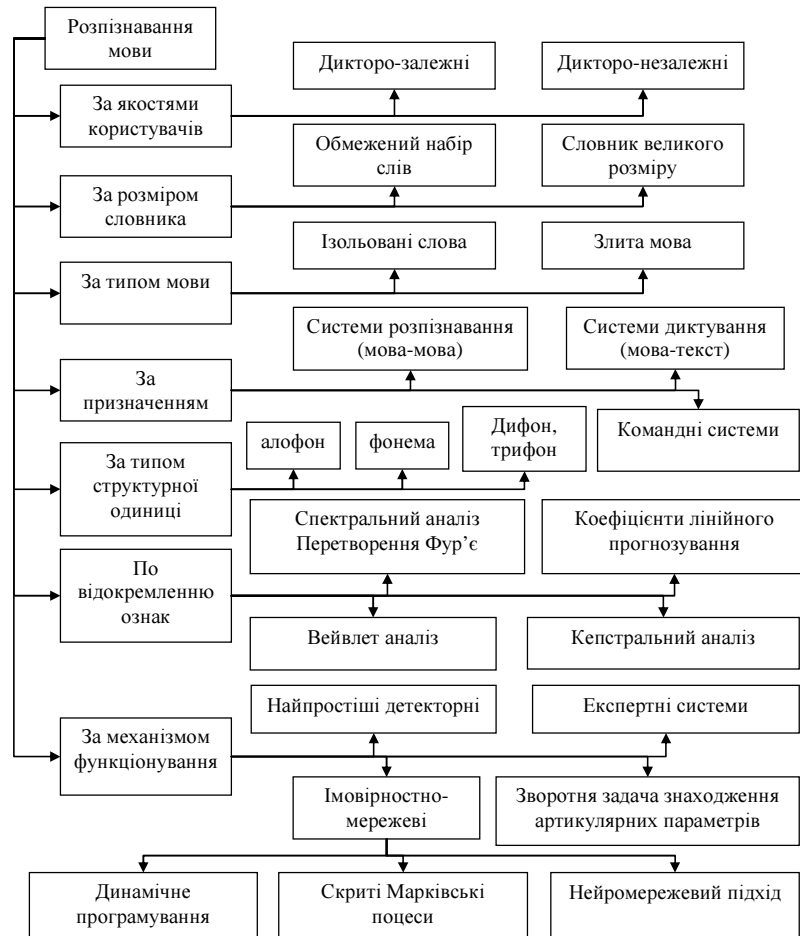 Розпізнавання
мови
Дикторо-залежні
Дикторо-незалежні
За якостями
користувачів
Обмежений набір
слів
Словник великого
розміру
За розміром
словника
Ізольовані слова
Злита мова
За типом мови
Системи розпізнавання
(мова-мова)
Системи диктування
(мова-текст)
За
призначенням
Командні системи
алофон
фонема
Дифон,
трифон
За типом
структурної
одиниці
Спектральний аналіз
Перетворення Фур’є
Коефіцієнти лінійного
прогнозування
По
відокремленню
ознак
Вейвлет аналіз
Кепстральний аналіз
Найпростіші детекторні
Експертні системи
За механізмом
функціонування
Імовірностно-
мережеві
Зворотня задача знаходження
артикулярних параметрів
Динамічне
програмування
Скриті Марківські
поцеси
Нейромережевий підхід